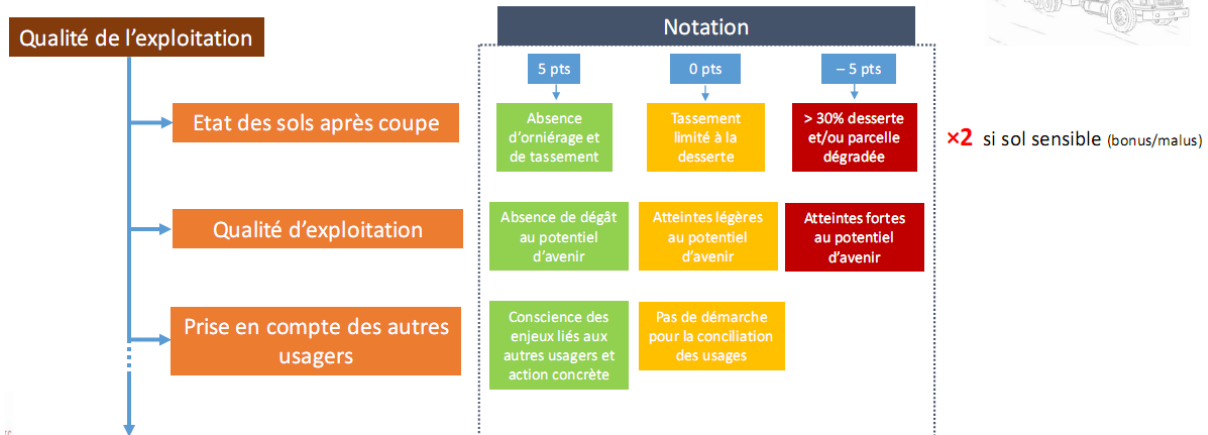 Qualité de l'exploitation
Notation
5 pts
0 pts
– 5 pts
Etat des sols après coupe
Absence
d'orniérage et
de tassement
Tassement
limité à la
desserte
> 30% desserte
et/ou parcelle
dégradée
×2 si sol sensible (bonus/malus)
Qualité d'exploitation
Absence de dégât
au potentiel
d'avenir
Atteintes légères
au potentiel
d'avenir
Atteintes fortes
au potentiel
d'avenir
Prise en compte des autres
usagers
Conscience des
enjeux liés aux
autres usagers et
action concrète
Pas de démarche
pour la conciliation
des usages